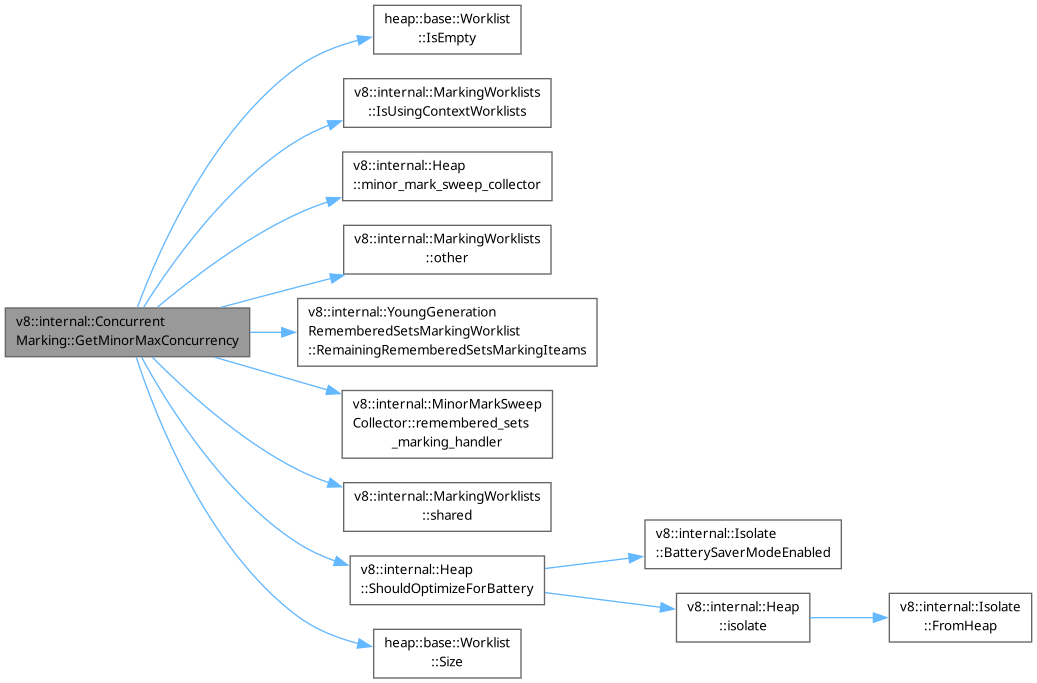 heap::base::Worklist
::IsEmpty
v8::internal::MarkingWorklists
::IsUsingContextWorklists
v8::internal::Heap
::minor_mark_sweep_collector
v8::internal::MarkingWorklists
::other
v8::internal::Concurrent
Marking::GetMinorMaxConcurrency
v8::internal::YoungGeneration
RememberedSetsMarkingWorklist
::RemainingRememberedSetsMarkingIteams
v8::internal::MinorMarkSweep
Collector::remembered_sets
_marking_handler
v8::internal::MarkingWorklists
::shared
v8::internal::Heap
::ShouldOptimizeForBattery
v8::internal::Isolate
::BatterySaverModeEnabled
v8::internal::Heap
::isolate
v8::internal::Isolate
::FromHeap
heap::base::Worklist
::Size